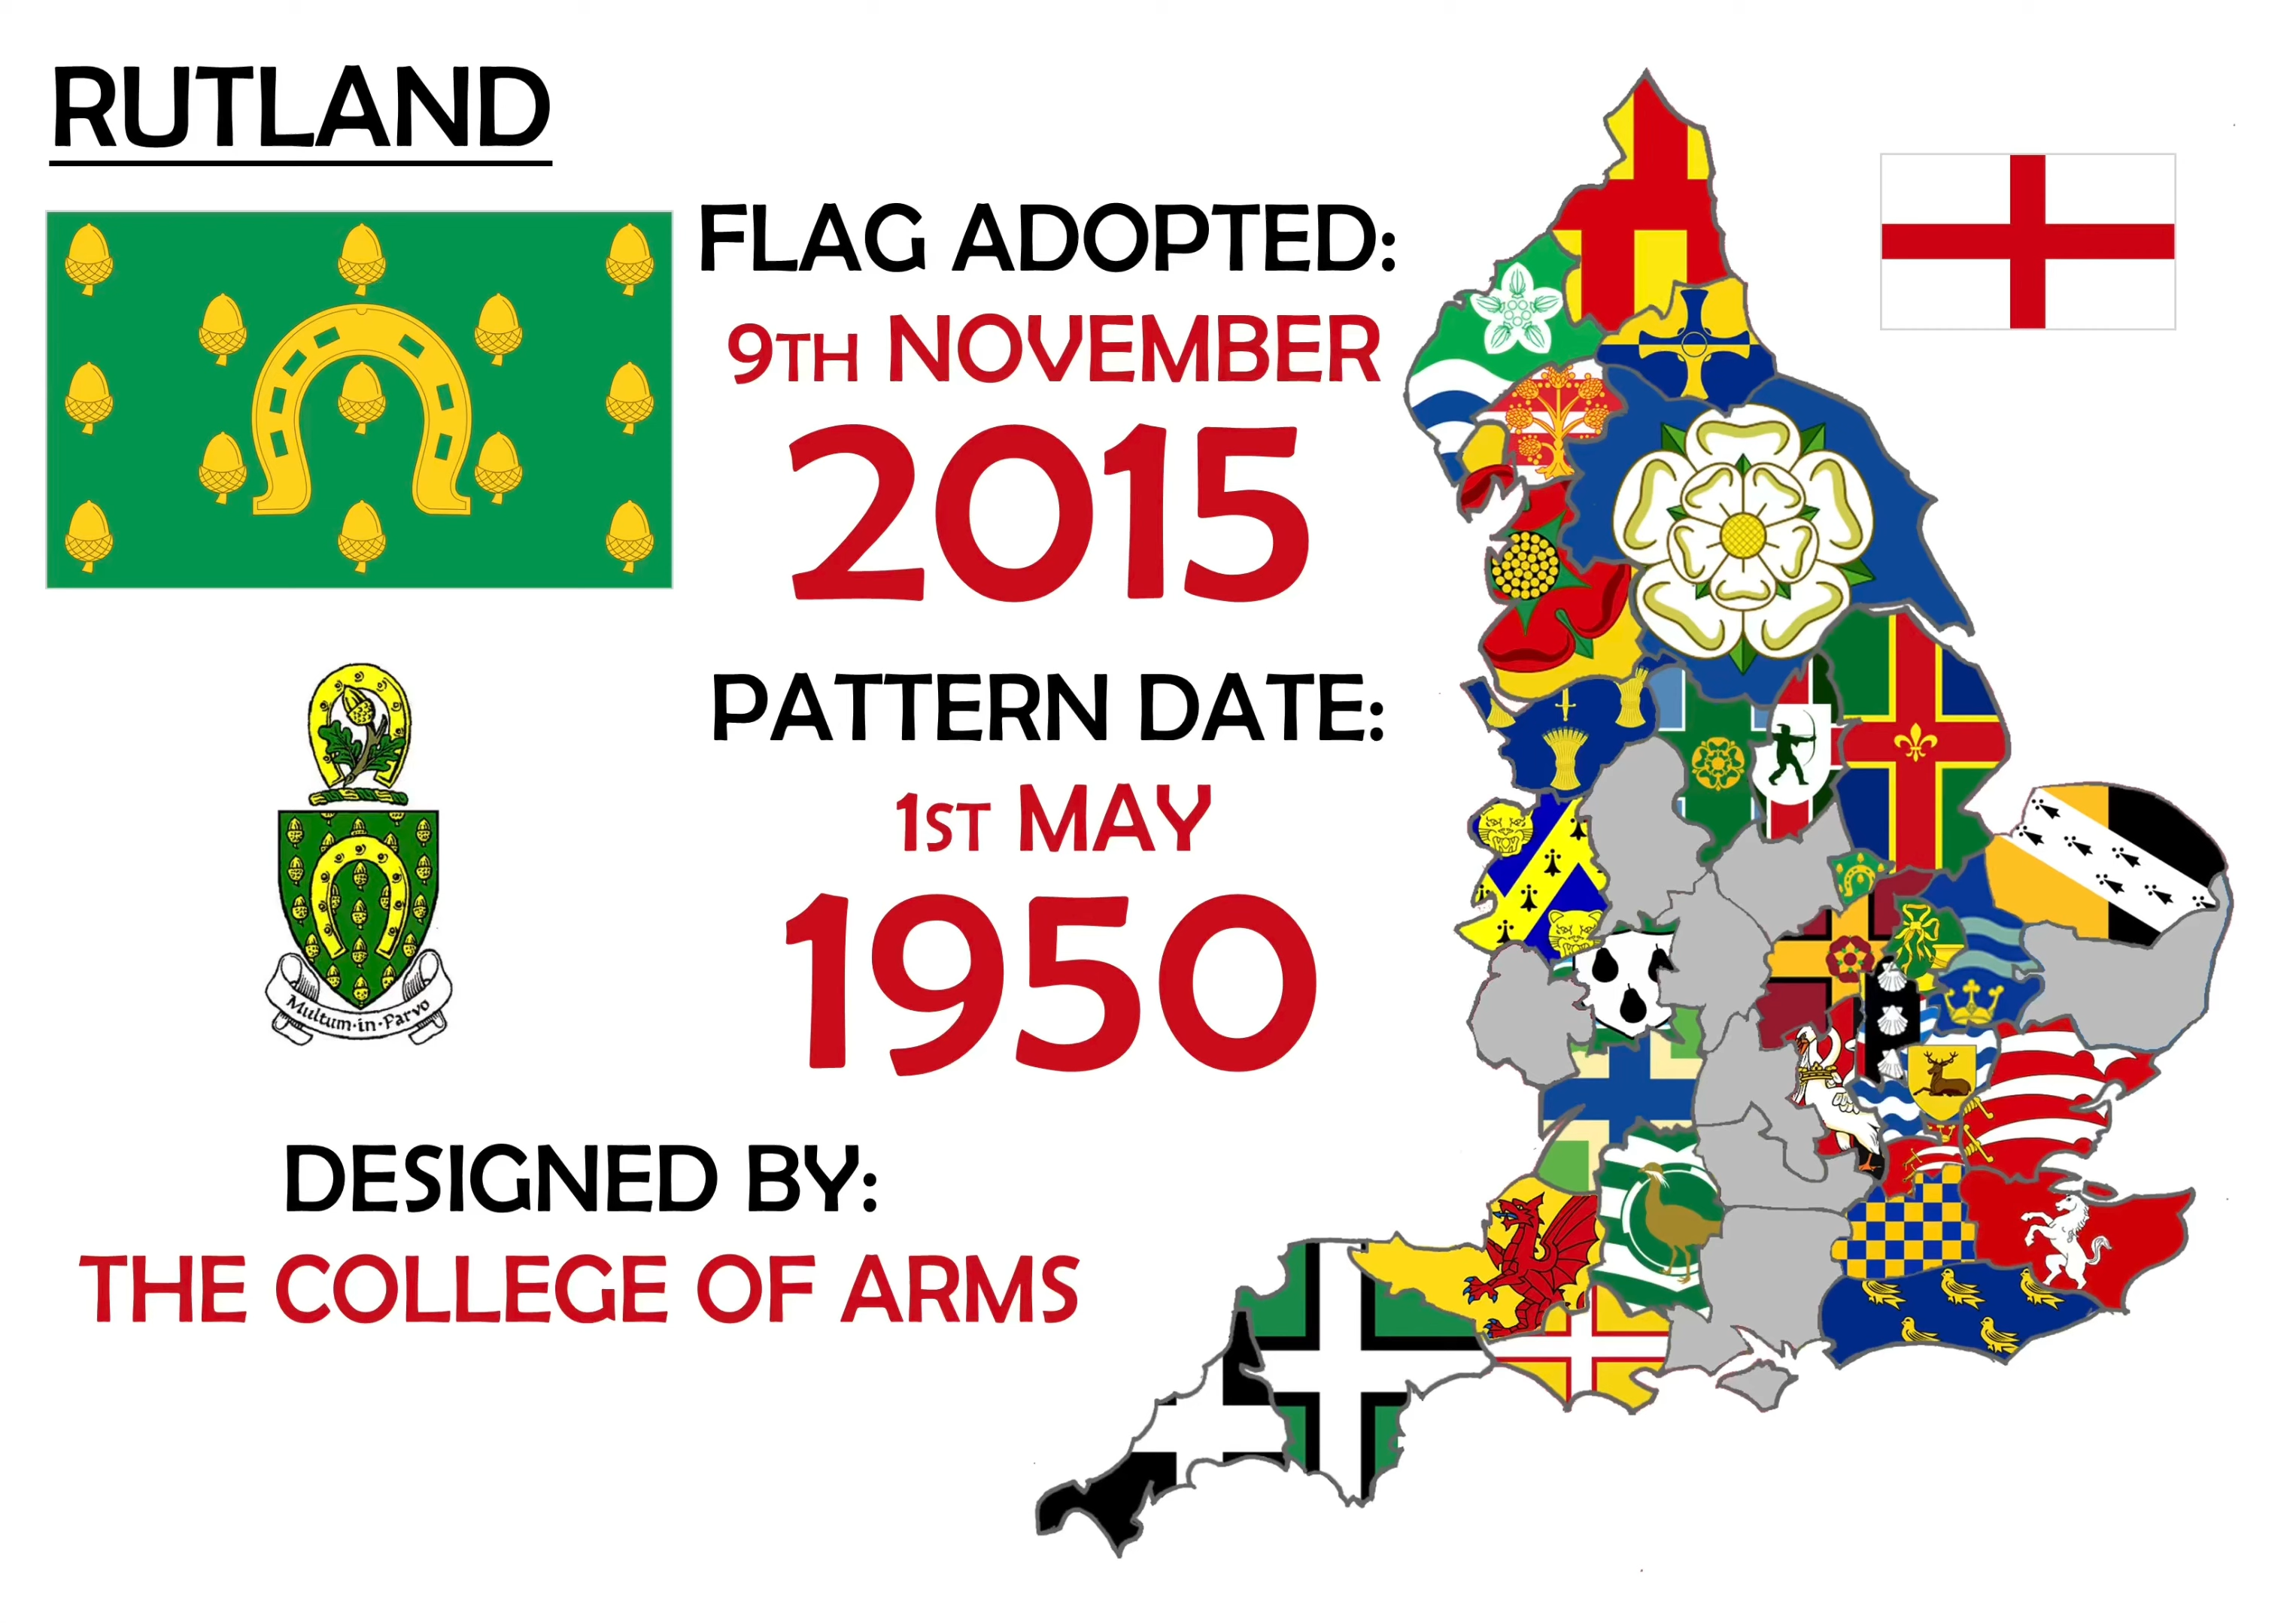 RUTLAND
FLAG ADOPTED:
9TH NOVEMBER
2015
PATTERN DATE:
1ST MAY
1950
Multum·in·Parvo
DESIGNED BY:
THE COLLEGE OF ARMS